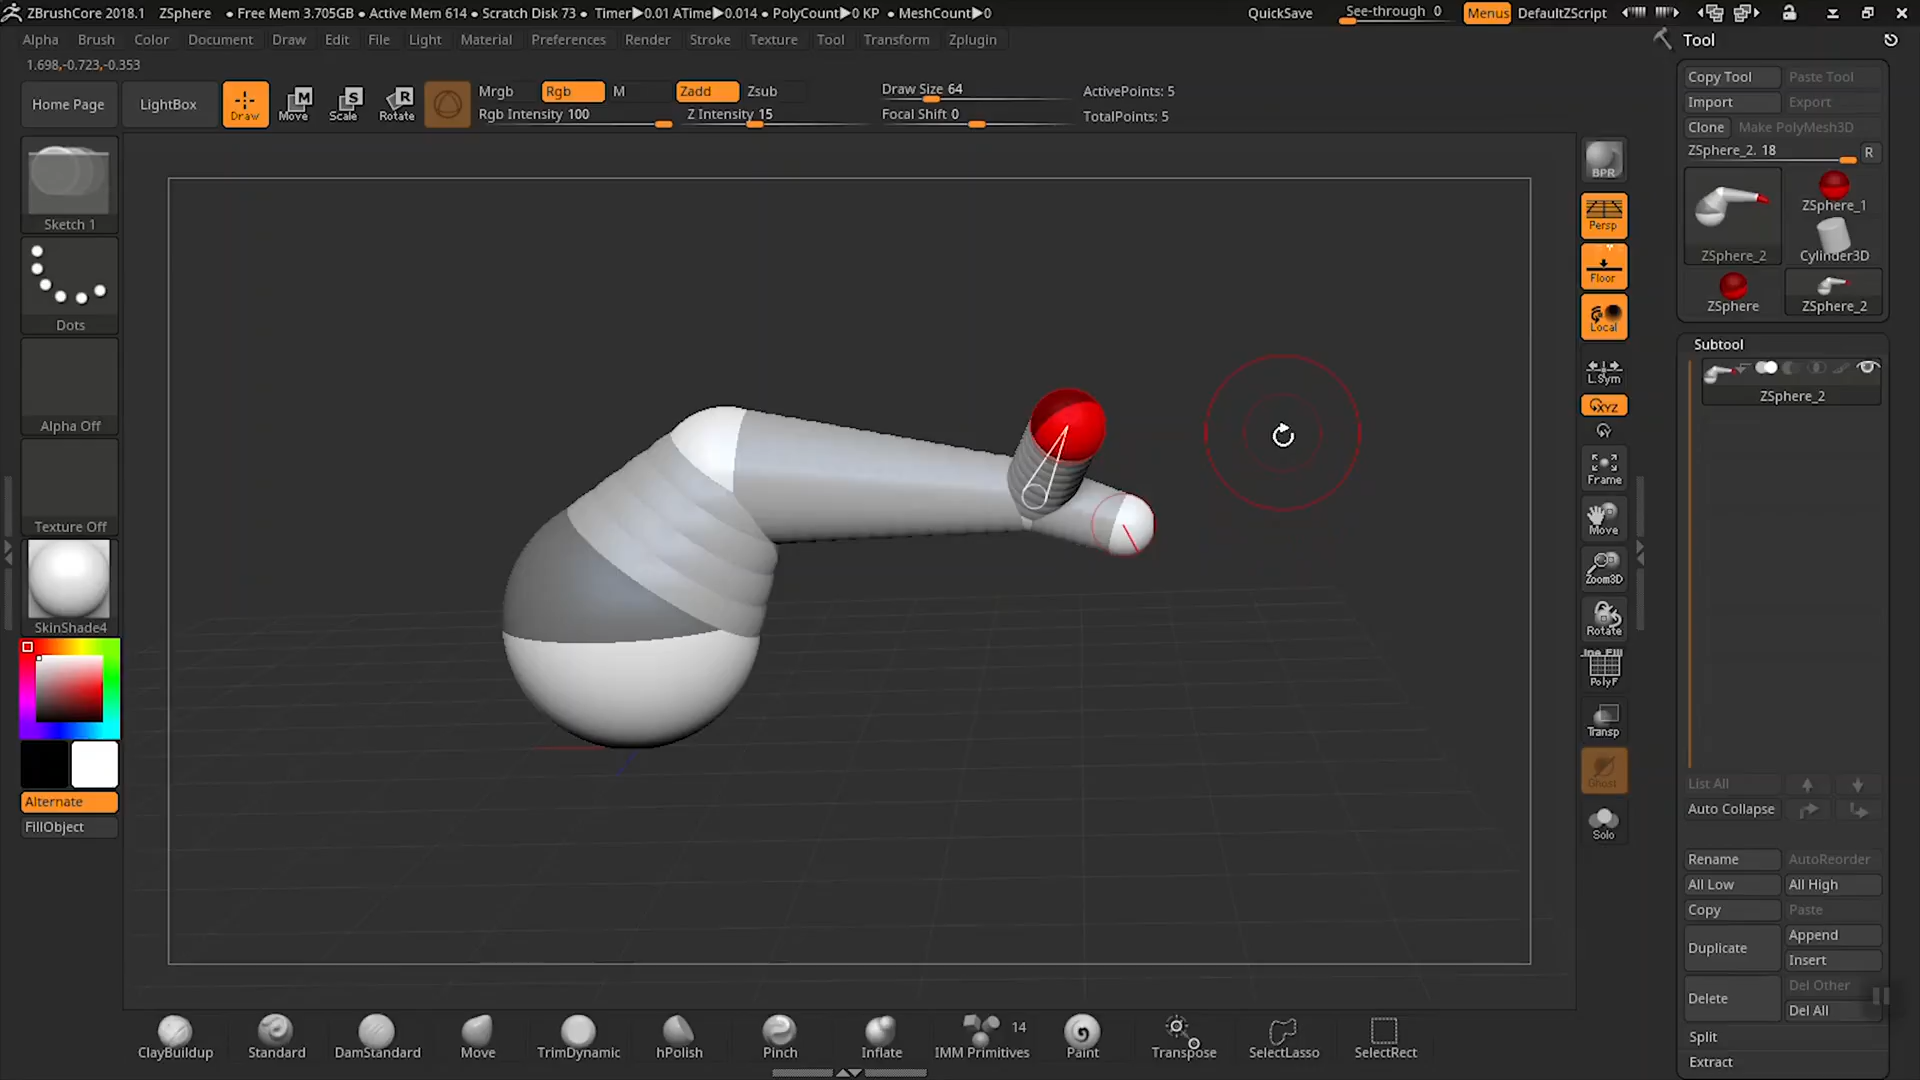 ZBrushCore 2018.1 ZSphere • Free Mem 3.705GB • Active Mem 614 • Scratch Disk 73 • Timer▶0.01 ATime▶0.014 • PolyCount▶0 KP • MeshCount▶0 QuickSave See-through 0 Menus DefaultZScript
Alpha Brush Color Document Draw Edit File Light Material Preferences Render Stroke Texture Tool Transform Zplugin
Tool
1.698,-0.723,-0.353
Home Page
LightBox
Draw
Move
Scale
Rotate
Mrgb Rgb M
Rgb Intensity 100
Zadd Zsub
Z Intensity 15
Draw Size 64
Focal Shift 0
ActivePoints: 5
TotalPoints: 5
Sketch 1
Dots
Alpha Off
Texture Off
SkinShade4
Alternate
FillObject
BPR
Persp
Floor
Local
L.Sym
XYZ
Frame
Move
Zoom3D
Rotate
Line Fill
PolyF
Transp
Ghost
Solo
Copy Tool Paste Tool
Import Export
Clone Make PolyMesh3D
ZSphere_2. 18 R
ZSphere_2
ZSphere_1
Cylinder3D
ZSphere
ZSphere_2
Subtool
ZSphere_2
List All
Auto Collapse
Rename AutoReorder
All Low All High
Copy Paste
Duplicate
Append
Insert
Delete
Del Other
Del All
Split
Extract
ClayBuildup
Standard
DamStandard
Move
TrimDynamic
hPolish
Pinch
Inflate
14
IMM Primitives
Paint
Transpose
SelectLasso
SelectRect